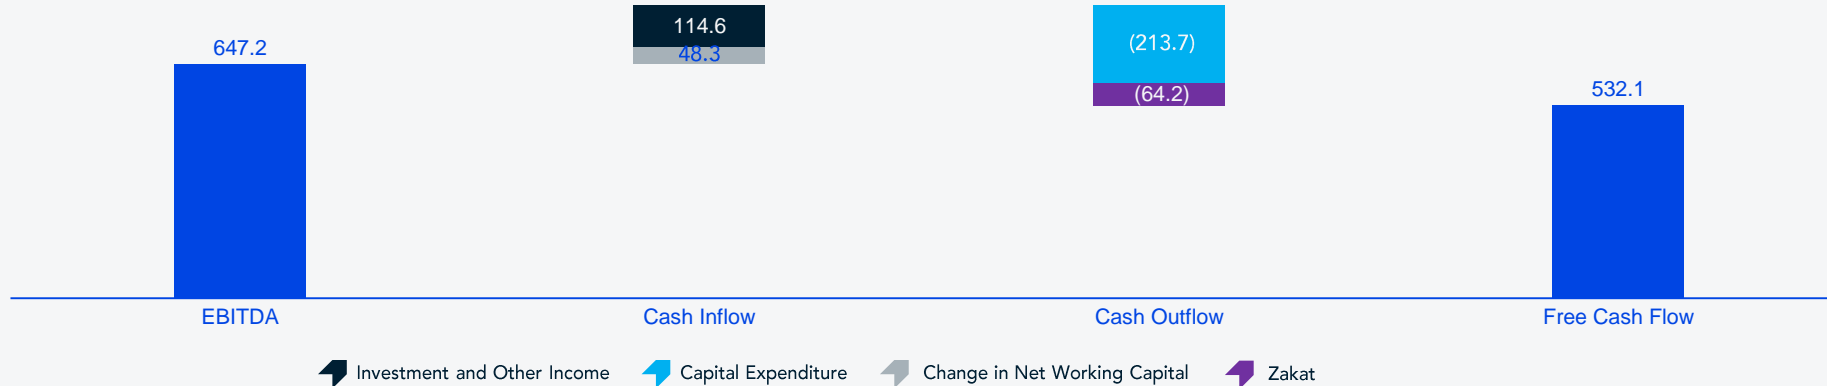 114.6
647.2
48.3
(213.7)
(64.2)
532.1
EBITDA
Cash Inflow
Cash Outflow
Free Cash Flow
Investment and Other Income
Capital Expenditure
Change in Net Working Capital
Zakat